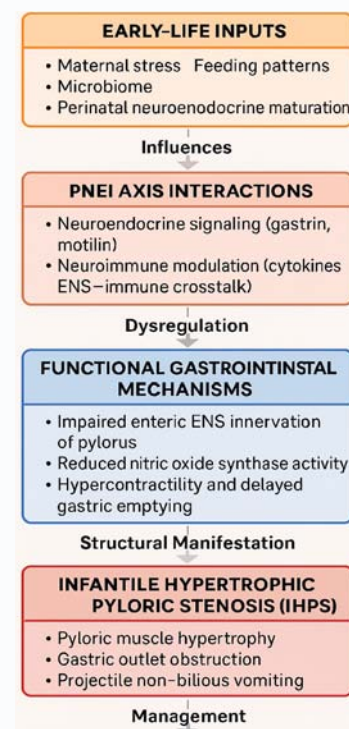 EARLY-LIFE INPUTS
• Maternal stress Feeding patterns
• Microbiome
• Perinatal neuroendocrine maturation
Influences
PNEI AXIS INTERACTIONS
• Neuroendocrine signaling (gastrin,
motilin)
• Neuroimmune modulation (cytokines
ENS–immune crosstalk)
Dysregulation
FUNCTIONAL GASTROINTINSTAL
MECHANISMS
• Impaired enteric ENS innervation
of pylorus
• Reduced nitric oxide synthase activity
• Hypercontractility and delayed
gastric emptying
Structural Manifestation
INFANTILE HYPERTROPHIC
PYLORIC STENOSIS (IHPS)
• Pyloric muscle hypertrophy
• Gastric outlet obstruction
• Projectile non-bilious vomiting
Management